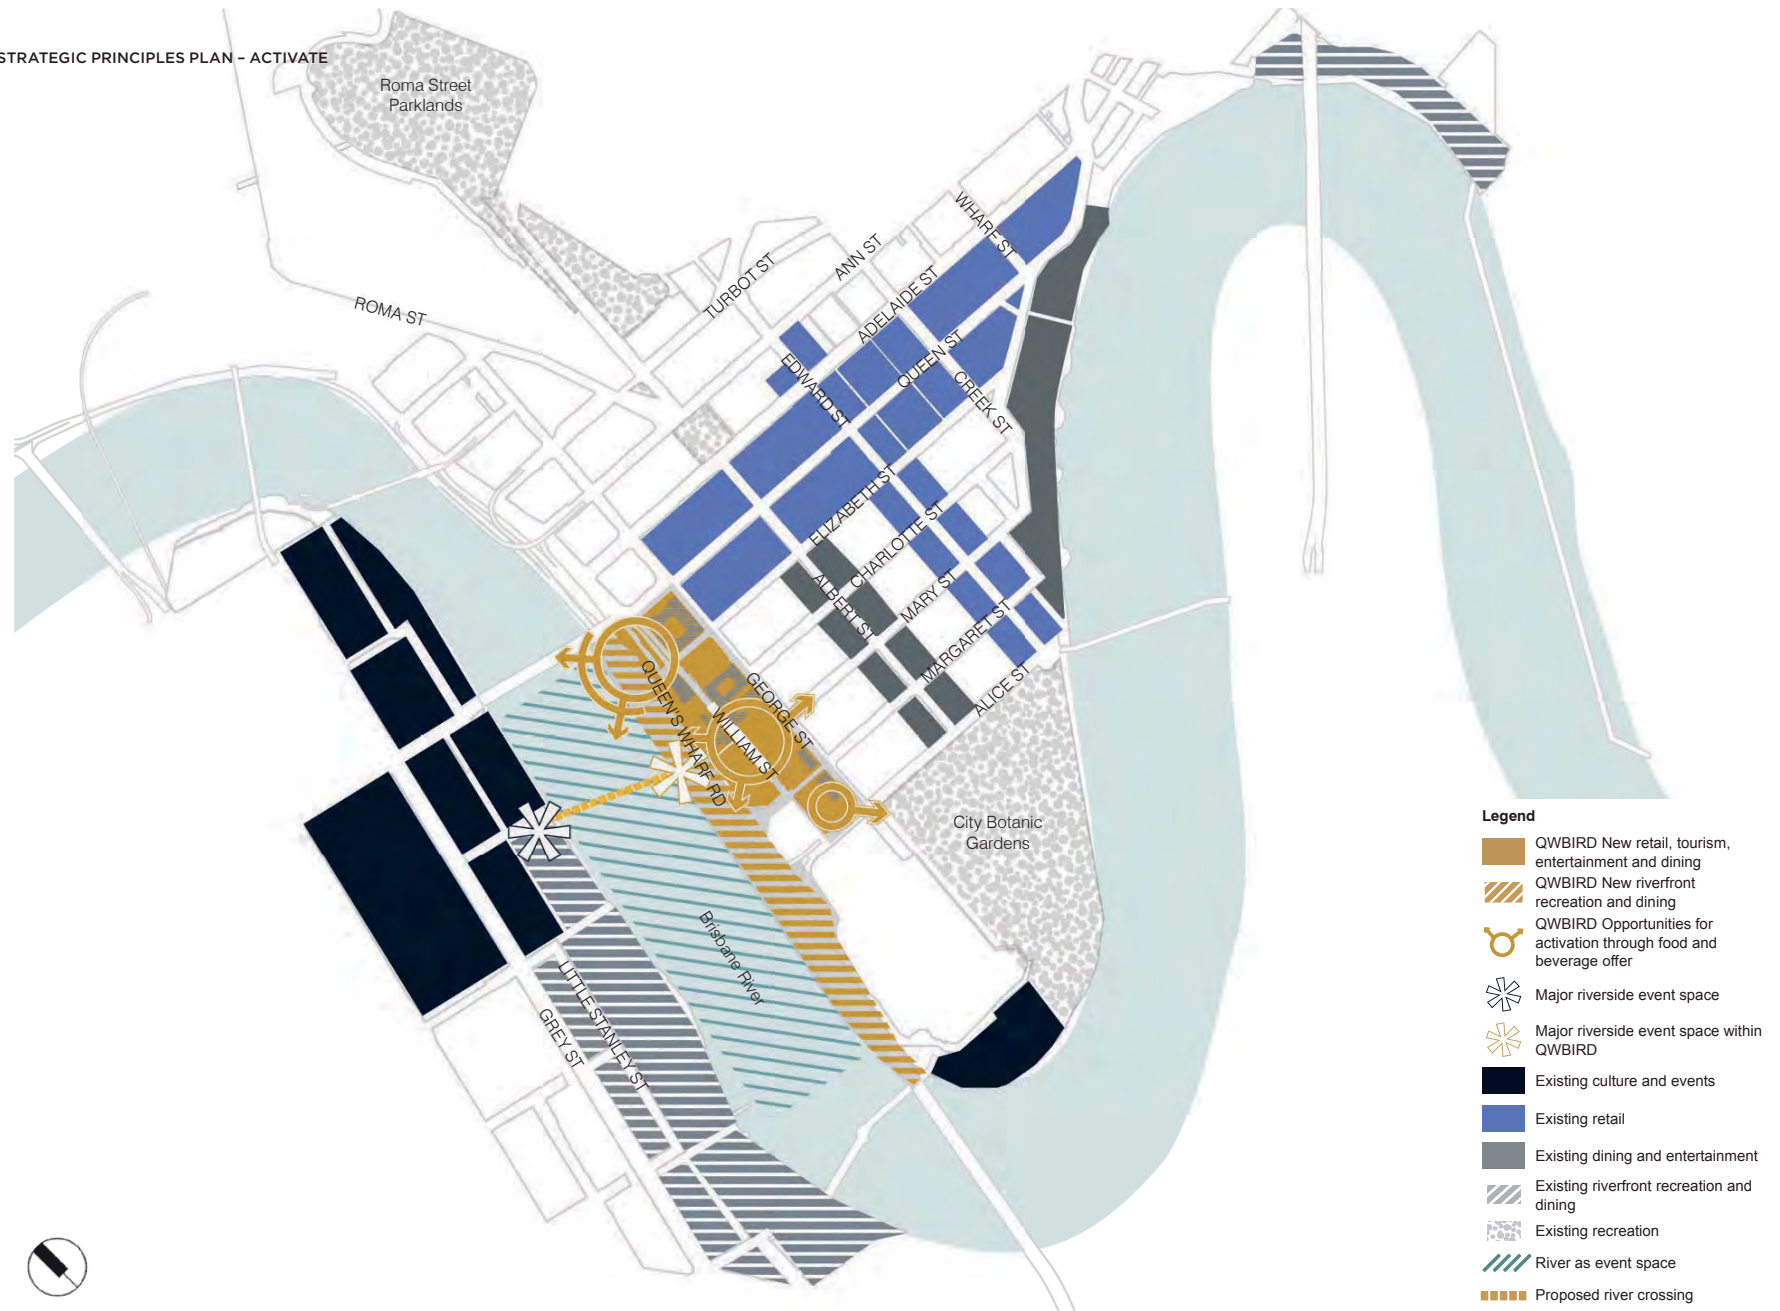 STRATEGIC PRINCIPLES PLAN – ACTIVATE
Roma Street
Parklands
ROMA ST
TURBOT ST
ANN ST
ADELAIDE ST
WHARF ST
QUEEN ST
EDWARD ST
CREEK ST
ELIZABETH ST
CHARLOTTE ST
ALBERT ST
MARY ST
MARGARET ST
ALICE ST
GEORGE ST
WILLIAM ST
QUEEN'S WHARF RD
City Botanic
Gardens
Brisbane River
LITTLE STANLEY ST
GREY ST
Legend
QWBIRD New retail, tourism,
entertainment and dining
QWBIRD New riverfront
recreation and dining
QWBIRD Opportunities for
activation through food and
beverage offer
Major riverside event space
Major riverside event space within
QWBIRD
Existing culture and events
Existing retail
Existing dining and entertainment
Existing riverfront recreation and
dining
Existing recreation
River as event space
Proposed river crossing